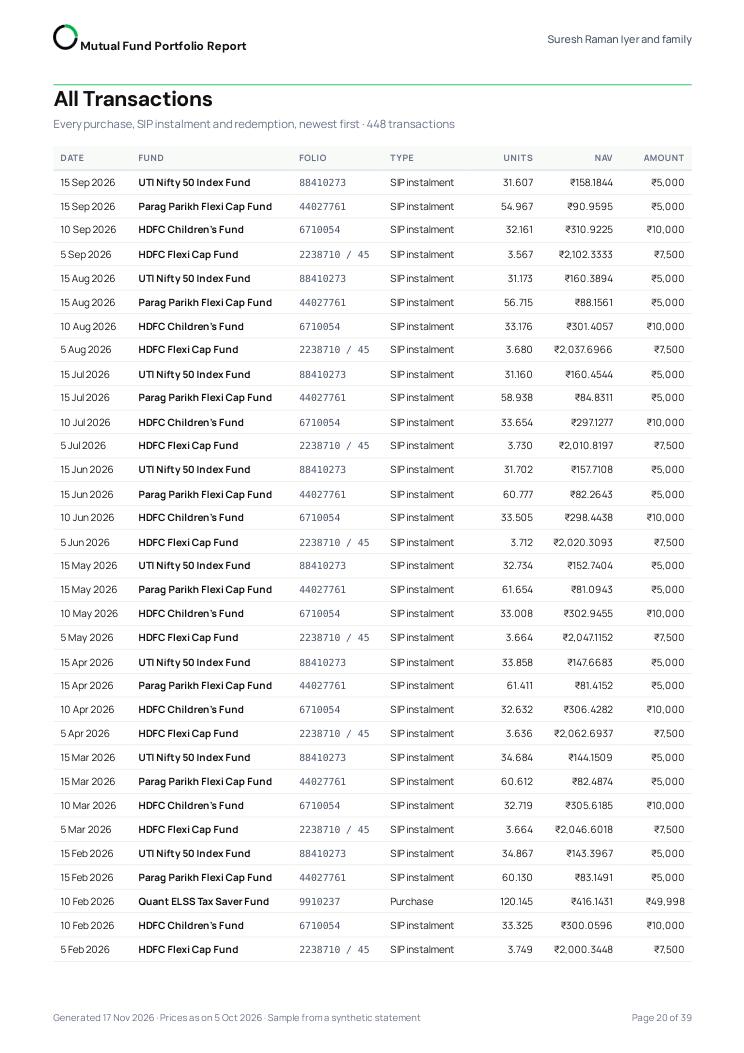 Mutual Fund Portfolio Report
Suresh Raman Iyer and family
All Transactions
Every purchase, SIP instalment and redemption, newest first · 448 transactions
DATE FUND FOLIO TYPE UNITS NAV AMOUNT
15 Sep 2026 UTI Nifty 50 Index Fund 88410273 SIP instalment 31.607 ₹158.1844 ₹5,000
15 Sep 2026 Parag Parikh Flexi Cap Fund 44027761 SIP instalment 54.967 ₹90.9595 ₹5,000
10 Sep 2026 HDFC Children's Fund 6710054 SIP instalment 32.161 ₹310.9225 ₹10,000
5 Sep 2026 HDFC Flexi Cap Fund 2238710 / 45 SIP instalment 3.567 ₹2,102.3333 ₹7,500
15 Aug 2026 UTI Nifty 50 Index Fund 88410273 SIP instalment 31.173 ₹160.3894 ₹5,000
15 Aug 2026 Parag Parikh Flexi Cap Fund 44027761 SIP instalment 56.715 ₹88.1561 ₹5,000
10 Aug 2026 HDFC Children's Fund 6710054 SIP instalment 33.176 ₹301.4057 ₹10,000
5 Aug 2026 HDFC Flexi Cap Fund 2238710 / 45 SIP instalment 3.680 ₹2,037.6966 ₹7,500
15 Jul 2026 UTI Nifty 50 Index Fund 88410273 SIP instalment 31.160 ₹160.4544 ₹5,000
15 Jul 2026 Parag Parikh Flexi Cap Fund 44027761 SIP instalment 58.938 ₹84.8311 ₹5,000
10 Jul 2026 HDFC Children's Fund 6710054 SIP instalment 33.654 ₹297.1277 ₹10,000
5 Jul 2026 HDFC Flexi Cap Fund 2238710 / 45 SIP instalment 3.730 ₹2,010.8197 ₹7,500
15 Jun 2026 UTI Nifty 50 Index Fund 88410273 SIP instalment 31.702 ₹157.7108 ₹5,000
15 Jun 2026 Parag Parikh Flexi Cap Fund 44027761 SIP instalment 60.777 ₹82.2643 ₹5,000
10 Jun 2026 HDFC Children's Fund 6710054 SIP instalment 33.505 ₹298.4438 ₹10,000
5 Jun 2026 HDFC Flexi Cap Fund 2238710 / 45 SIP instalment 3.712 ₹2,020.3093 ₹7,500
15 May 2026 UTI Nifty 50 Index Fund 88410273 SIP instalment 32.734 ₹152.7404 ₹5,000
15 May 2026 Parag Parikh Flexi Cap Fund 44027761 SIP instalment 61.654 ₹81.0943 ₹5,000
10 May 2026 HDFC Children's Fund 6710054 SIP instalment 33.008 ₹302.9455 ₹10,000
5 May 2026 HDFC Flexi Cap Fund 2238710 / 45 SIP instalment 3.664 ₹2,047.1152 ₹7,500
15 Apr 2026 UTI Nifty 50 Index Fund 88410273 SIP instalment 33.858 ₹147.6683 ₹5,000
15 Apr 2026 Parag Parikh Flexi Cap Fund 44027761 SIP instalment 61.411 ₹81.4152 ₹5,000
10 Apr 2026 HDFC Children's Fund 6710054 SIP instalment 32.632 ₹306.4282 ₹10,000
5 Apr 2026 HDFC Flexi Cap Fund 2238710 / 45 SIP instalment 3.636 ₹2,062.6937 ₹7,500
15 Mar 2026 UTI Nifty 50 Index Fund 88410273 SIP instalment 34.684 ₹144.1509 ₹5,000
15 Mar 2026 Parag Parikh Flexi Cap Fund 44027761 SIP instalment 60.612 ₹82.4874 ₹5,000
10 Mar 2026 HDFC Children's Fund 6710054 SIP instalment 32.719 ₹305.6185 ₹10,000
5 Mar 2026 HDFC Flexi Cap Fund 2238710 / 45 SIP instalment 3.664 ₹2,046.6018 ₹7,500
15 Feb 2026 UTI Nifty 50 Index Fund 88410273 SIP instalment 34.867 ₹143.3967 ₹5,000
15 Feb 2026 Parag Parikh Flexi Cap Fund 44027761 SIP instalment 60.130 ₹83.1491 ₹5,000
10 Feb 2026 Quant ELSS Tax Saver Fund 9910237 Purchase 120.145 ₹416.1431 ₹49,998
10 Feb 2026 HDFC Children's Fund 6710054 SIP instalment 33.325 ₹300.0596 ₹10,000
5 Feb 2026 HDFC Flexi Cap Fund 2238710 / 45 SIP instalment 3.749 ₹2,000.3448 ₹7,500
Generated 17 Nov 2026 · Prices as on 5 Oct 2026 · Sample from a synthetic statement
Page 20 of 39